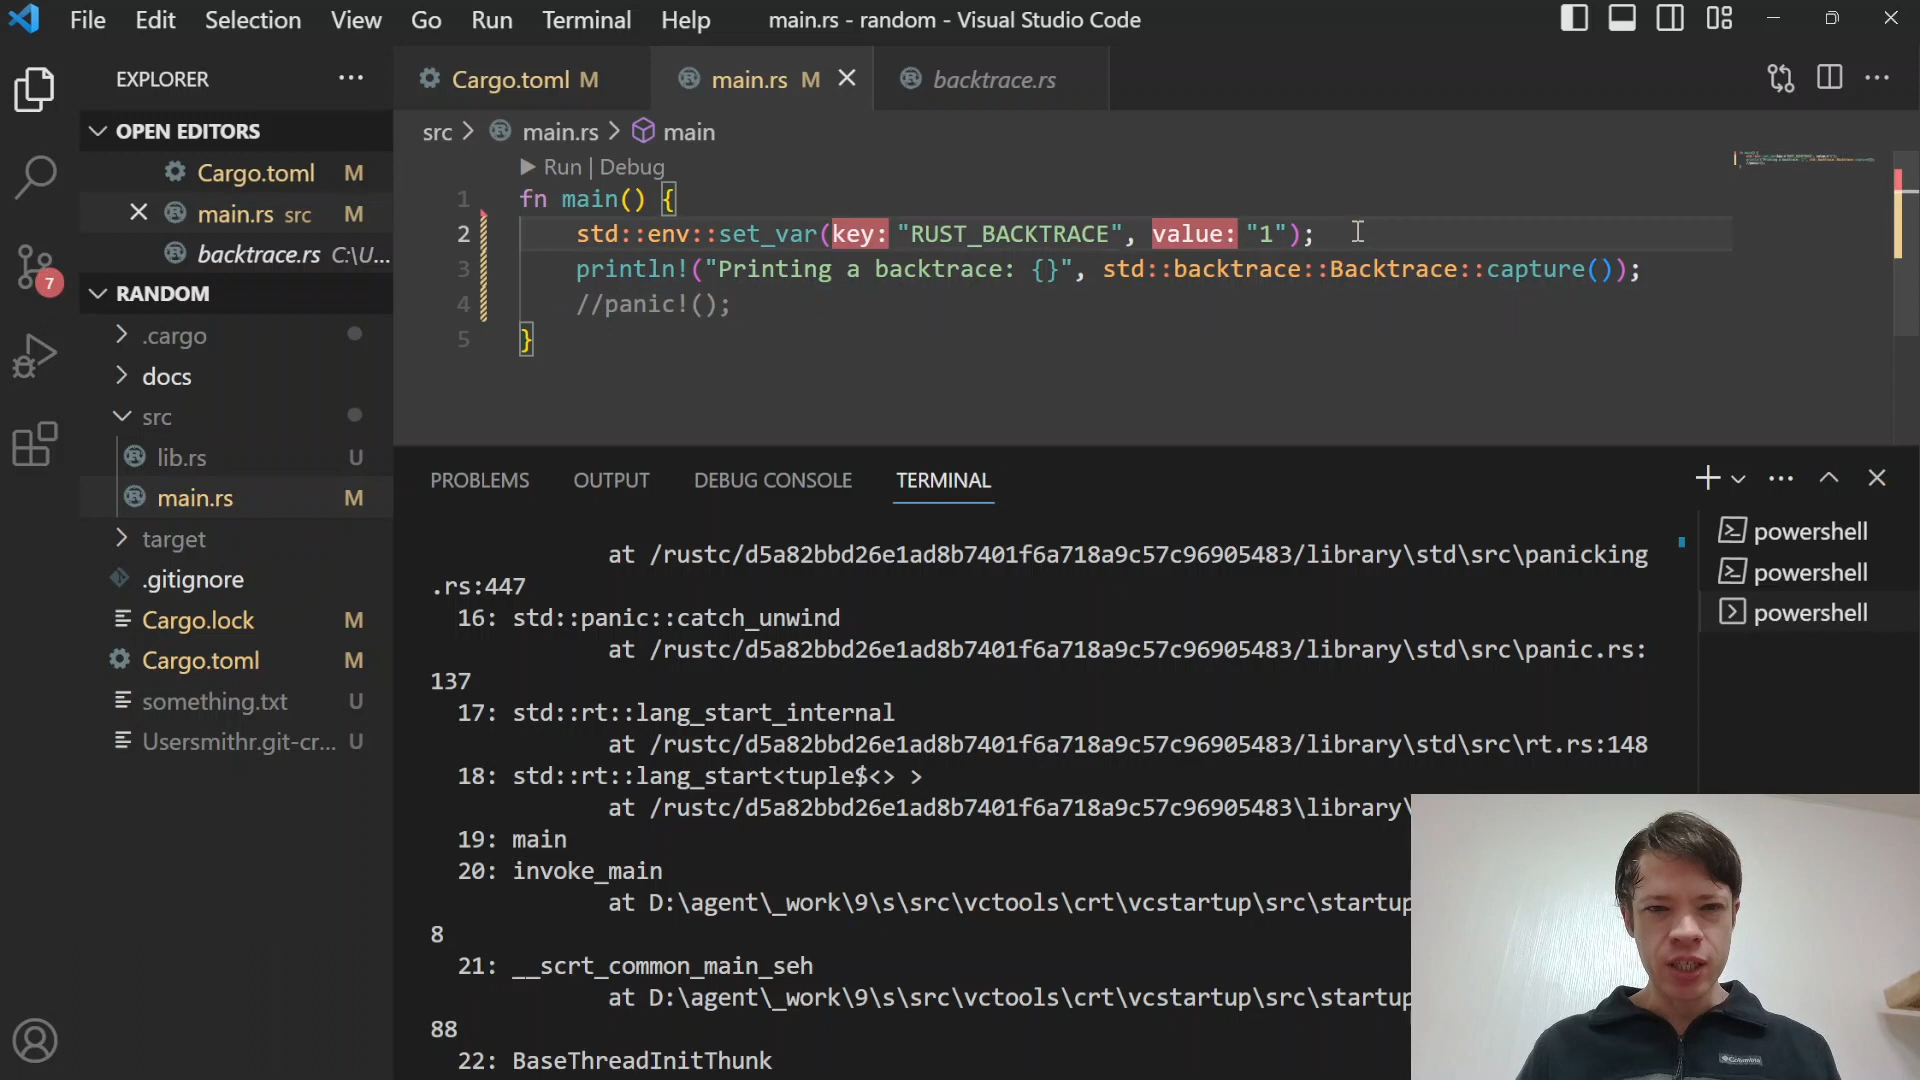 File Edit Selection View Go Run Terminal Help main.rs - random - Visual Studio Code
EXPLORER
OPEN EDITORS
Cargo.toml M
main.rs src M
backtrace.rs C:\U...
RANDOM
.cargo
docs
src
lib.rs U
main.rs M
target
.gitignore
Cargo.lock M
Cargo.toml M
something.txt U
Usersmithr.git-cr... U
7
Cargo.toml M main.rs M backtrace.rs
src > main.rs > main
Run | Debug
1 fn main() {
2 std::env::set_var(key: "RUST_BACKTRACE", value: "1");
3 println!("Printing a backtrace: {}", std::backtrace::Backtrace::capture());
4 //panic!();
5 }
PROBLEMS OUTPUT DEBUG CONSOLE TERMINAL
at /rustc/d5a82bbd26e1ad8b7401f6a718a9c57c96905483/library\std\src\panicking
.rs:447
16: std::panic::catch_unwind
at /rustc/d5a82bbd26e1ad8b7401f6a718a9c57c96905483/library\std\src\panic.rs:
137
17: std::rt::lang_start_internal
at /rustc/d5a82bbd26e1ad8b7401f6a718a9c57c96905483/library\std\src\rt.rs:148
18: std::rt::lang_start<tuple$<> >
at /rustc/d5a82bbd26e1ad8b7401f6a718a9c57c96905483\library\
19: main
20: invoke_main
at D:\agent\_work\9\s\src\vctools\crt\vcstartup\src\startup
8
21: __scrt_common_main_seh
at D:\agent\_work\9\s\src\vctools\crt\vcstartup\src\startup
88
22: BaseThreadInitThunk
powershell
powershell
powershell
Columbia